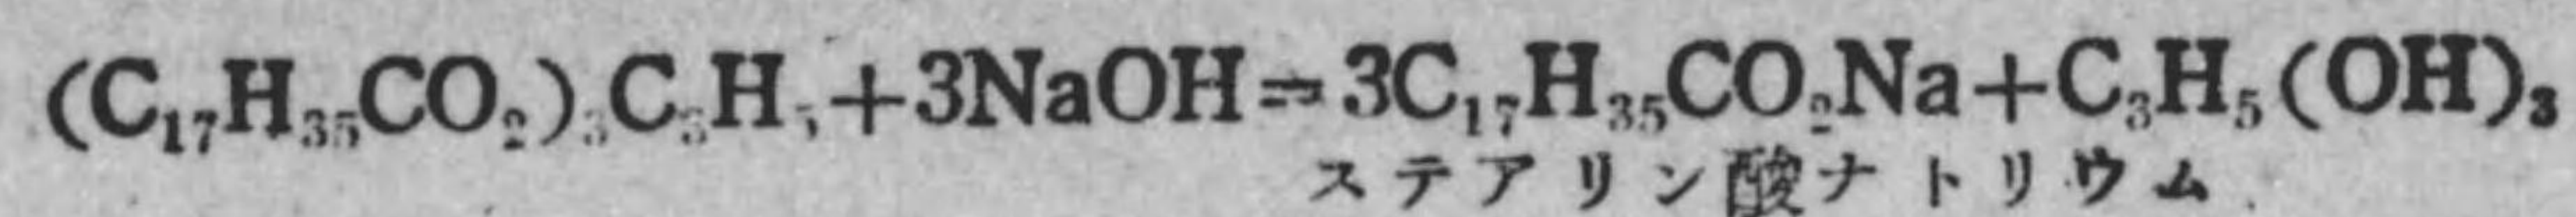 (C₁₇H₃₅CO₂)₃C₃H₅+3NaOH=3C₁₇H₃₅CO₂Na+C₃H₅(OH)₃
ステアリン酸ナトリウム